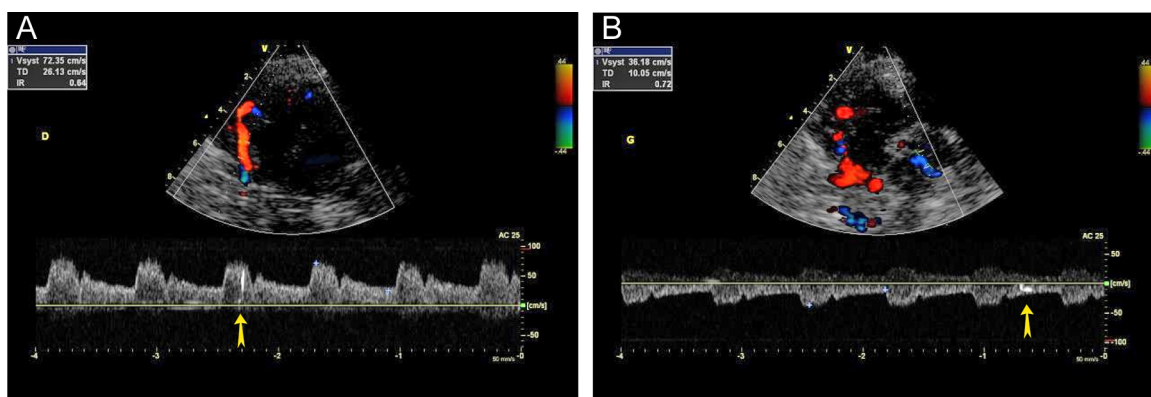 A
1 Vsyst 72.35 cm/s
TD 26.13 cm/s
IR 0.64
V
2
4
6
8
D
.44
-.44
AC 25
100
50
[cm/s]
-50
-4 -3 -2 -1 -0
50 mm/s
B
1 Vsyst 36.18 cm/s
TD 10.05 cm/s
IR 0.72
V
2
4
6
8
G
.44
-.44
AC 25
50
[cm/s]
-50
-100
-4 -3 -2 -1 -0
50 mm/s